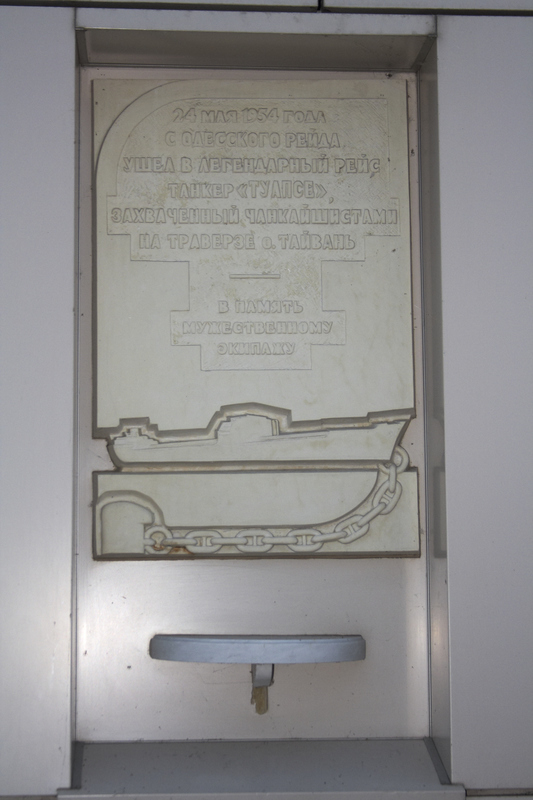 24 МАЯ 1954 ГОДА
С ОДЕССКОГО РЕЙДА
УШЕЛ В ЛЕГЕНДАРНЫЙ РЕЙС
ТАНКЕР «ТУАПСЕ»,
ЗАХВАЧЕННЫЙ ЧАНКАЙШИСТАМИ
НА ТРАВЕРЗЕ о. ТАЙВАНЬ
В ПАМЯТЬ
МУЖЕСТВЕННОМУ
ЭКИПАЖУ